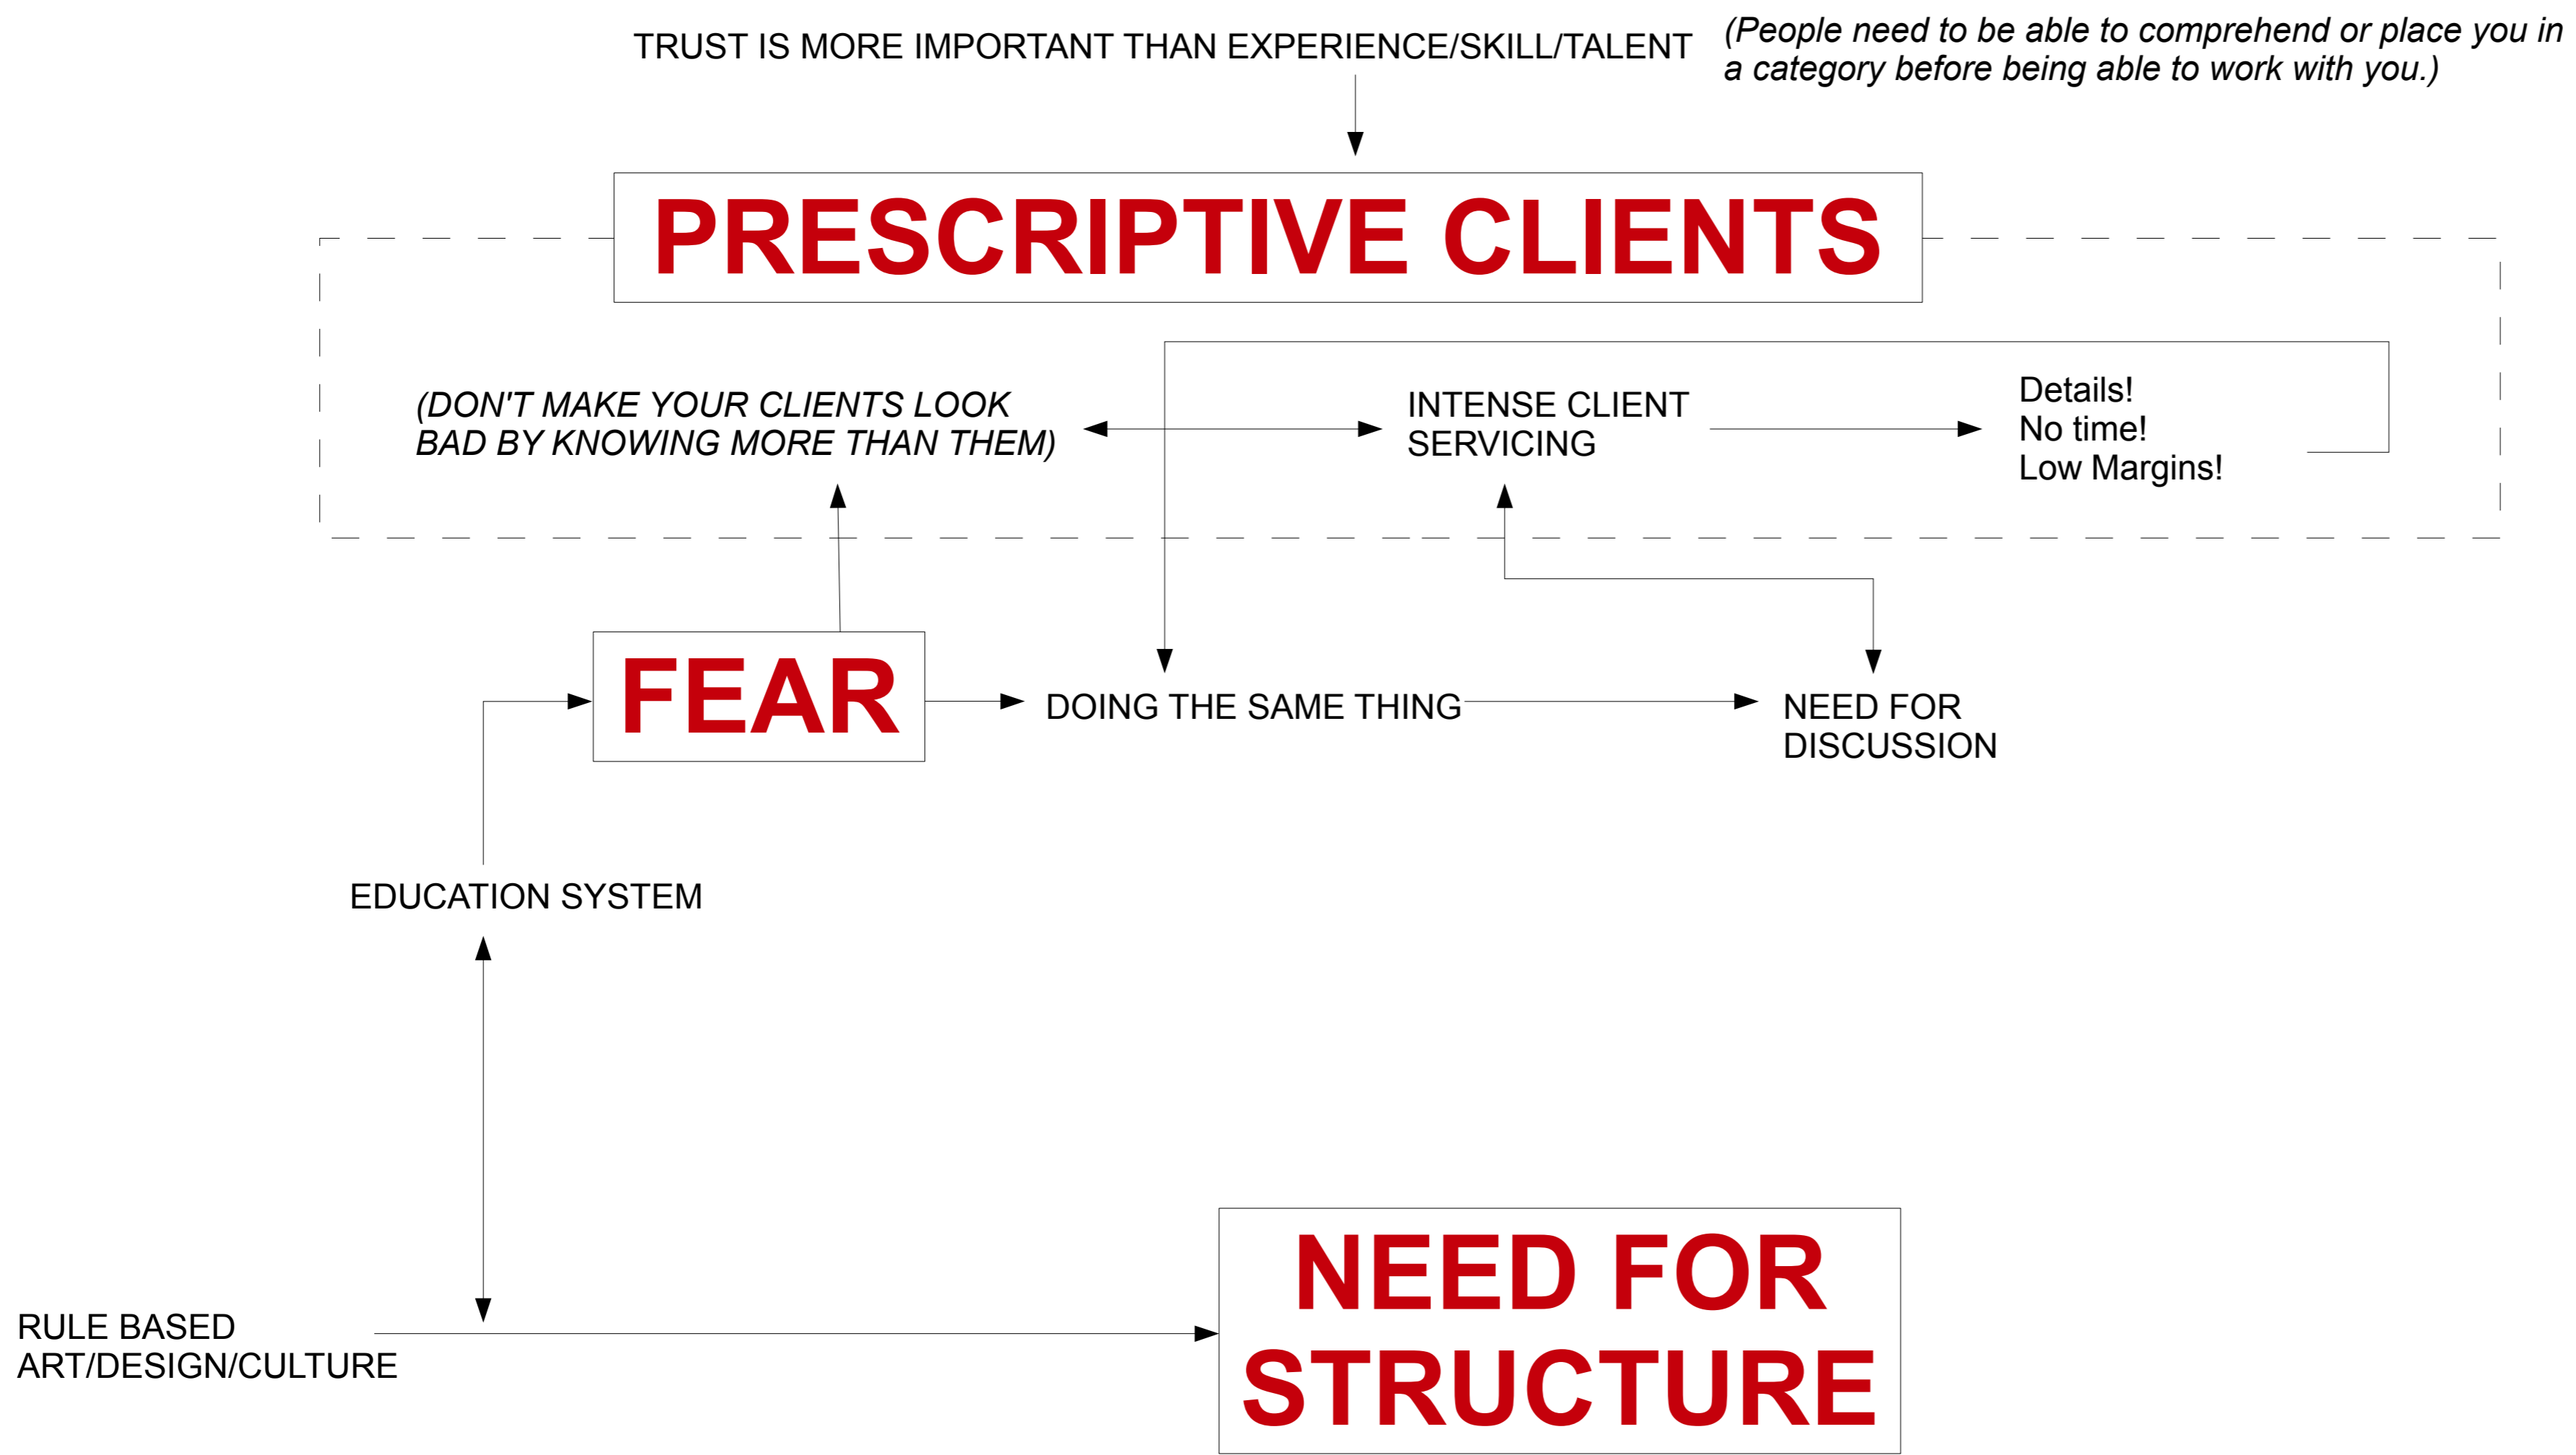 TRUST IS MORE IMPORTANT THAN EXPERIENCE/SKILL/TALENT
(People need to be able to comprehend or place you in
a category before being able to work with you.)
PRESCRIPTIVE CLIENTS
(DON'T MAKE YOUR CLIENTS LOOK
BAD BY KNOWING MORE THAN THEM)
INTENSE CLIENT
SERVICING
Details!
No time!
Low Margins!
FEAR
DOING THE SAME THING
NEED FOR
DISCUSSION
EDUCATION SYSTEM
RULE BASED
ART/DESIGN/CULTURE
NEED FOR
STRUCTURE